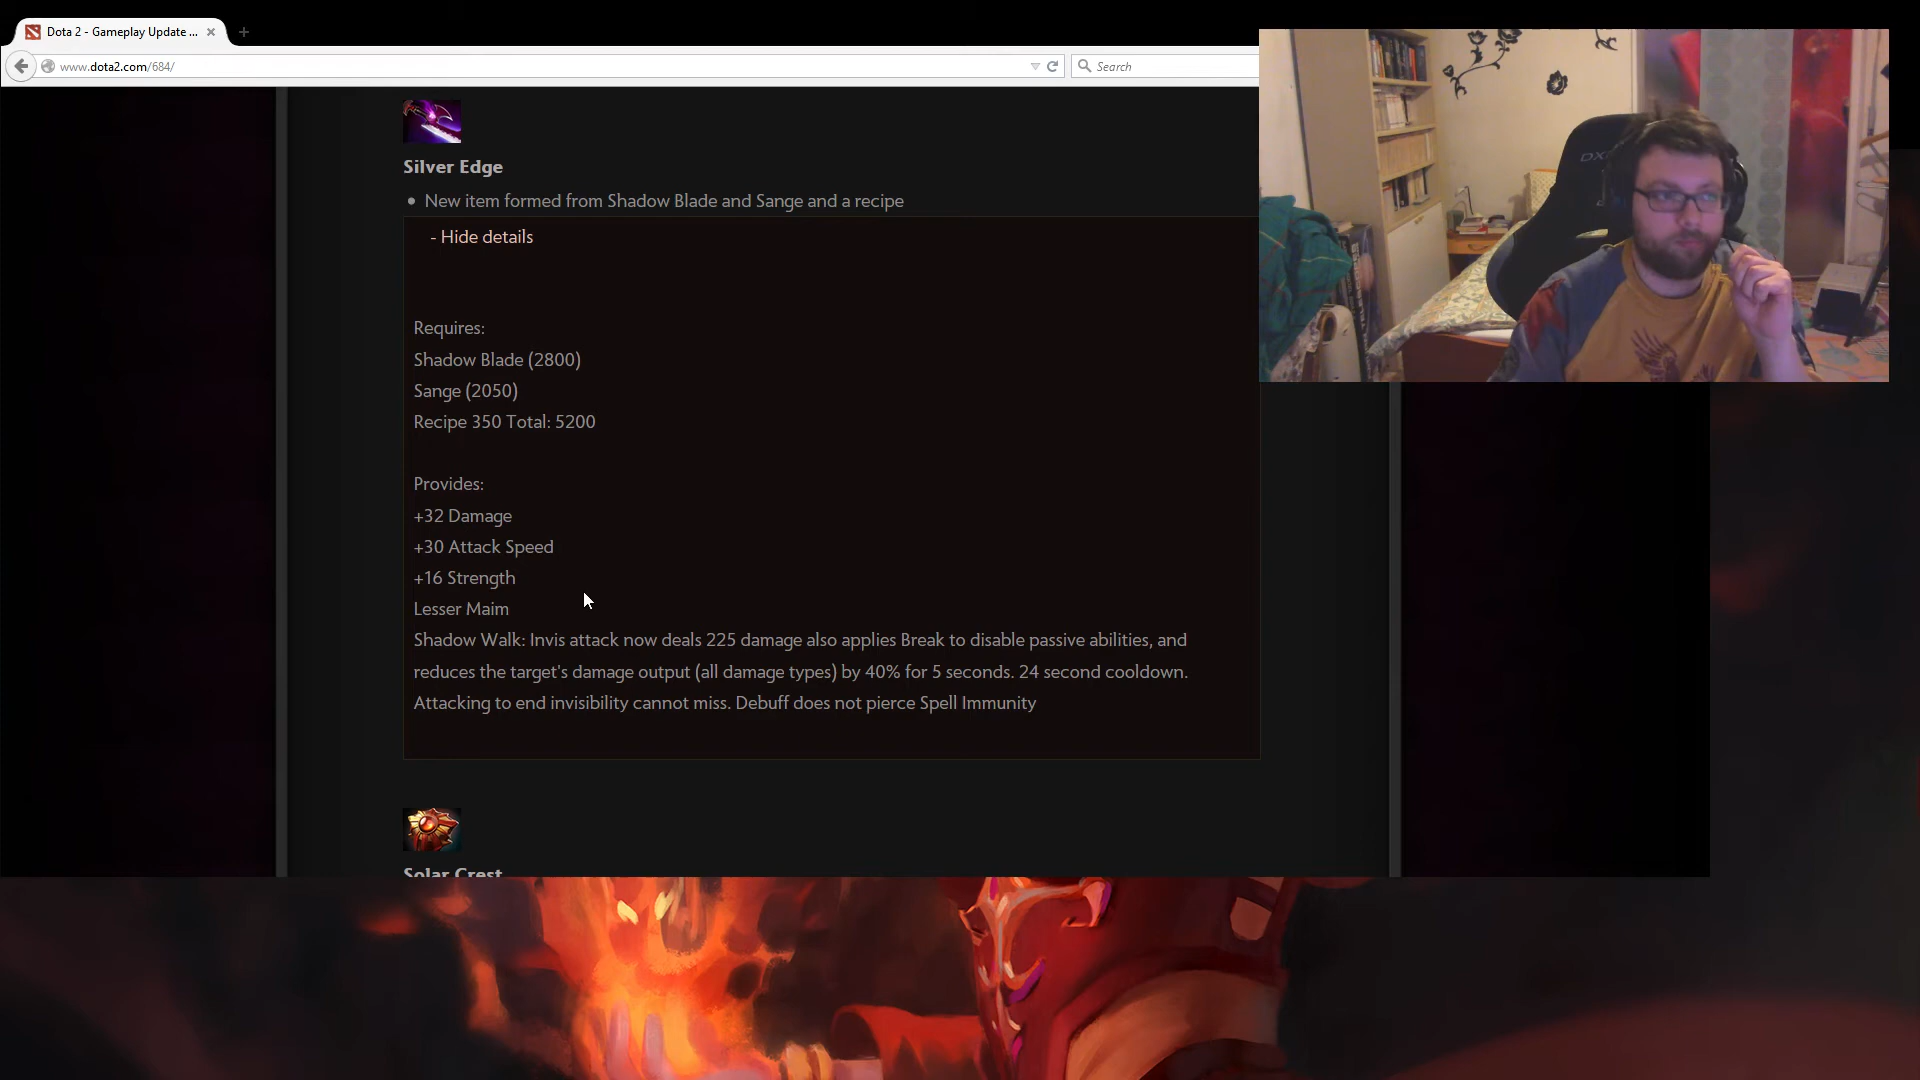 Dota 2 - Gameplay Update ...
www.dota2.com/684/
Search
Silver Edge
New item formed from Shadow Blade and Sange and a recipe
- Hide details
Requires:
Shadow Blade (2800)
Sange (2050)
Recipe 350 Total: 5200
Provides:
+32 Damage
+30 Attack Speed
+16 Strength
Lesser Maim
Shadow Walk: Invis attack now deals 225 damage also applies Break to disable passive abilities, and
reduces the target's damage output (all damage types) by 40% for 5 seconds. 24 second cooldown.
Attacking to end invisibility cannot miss. Debuff does not pierce Spell Immunity
Solar Crest